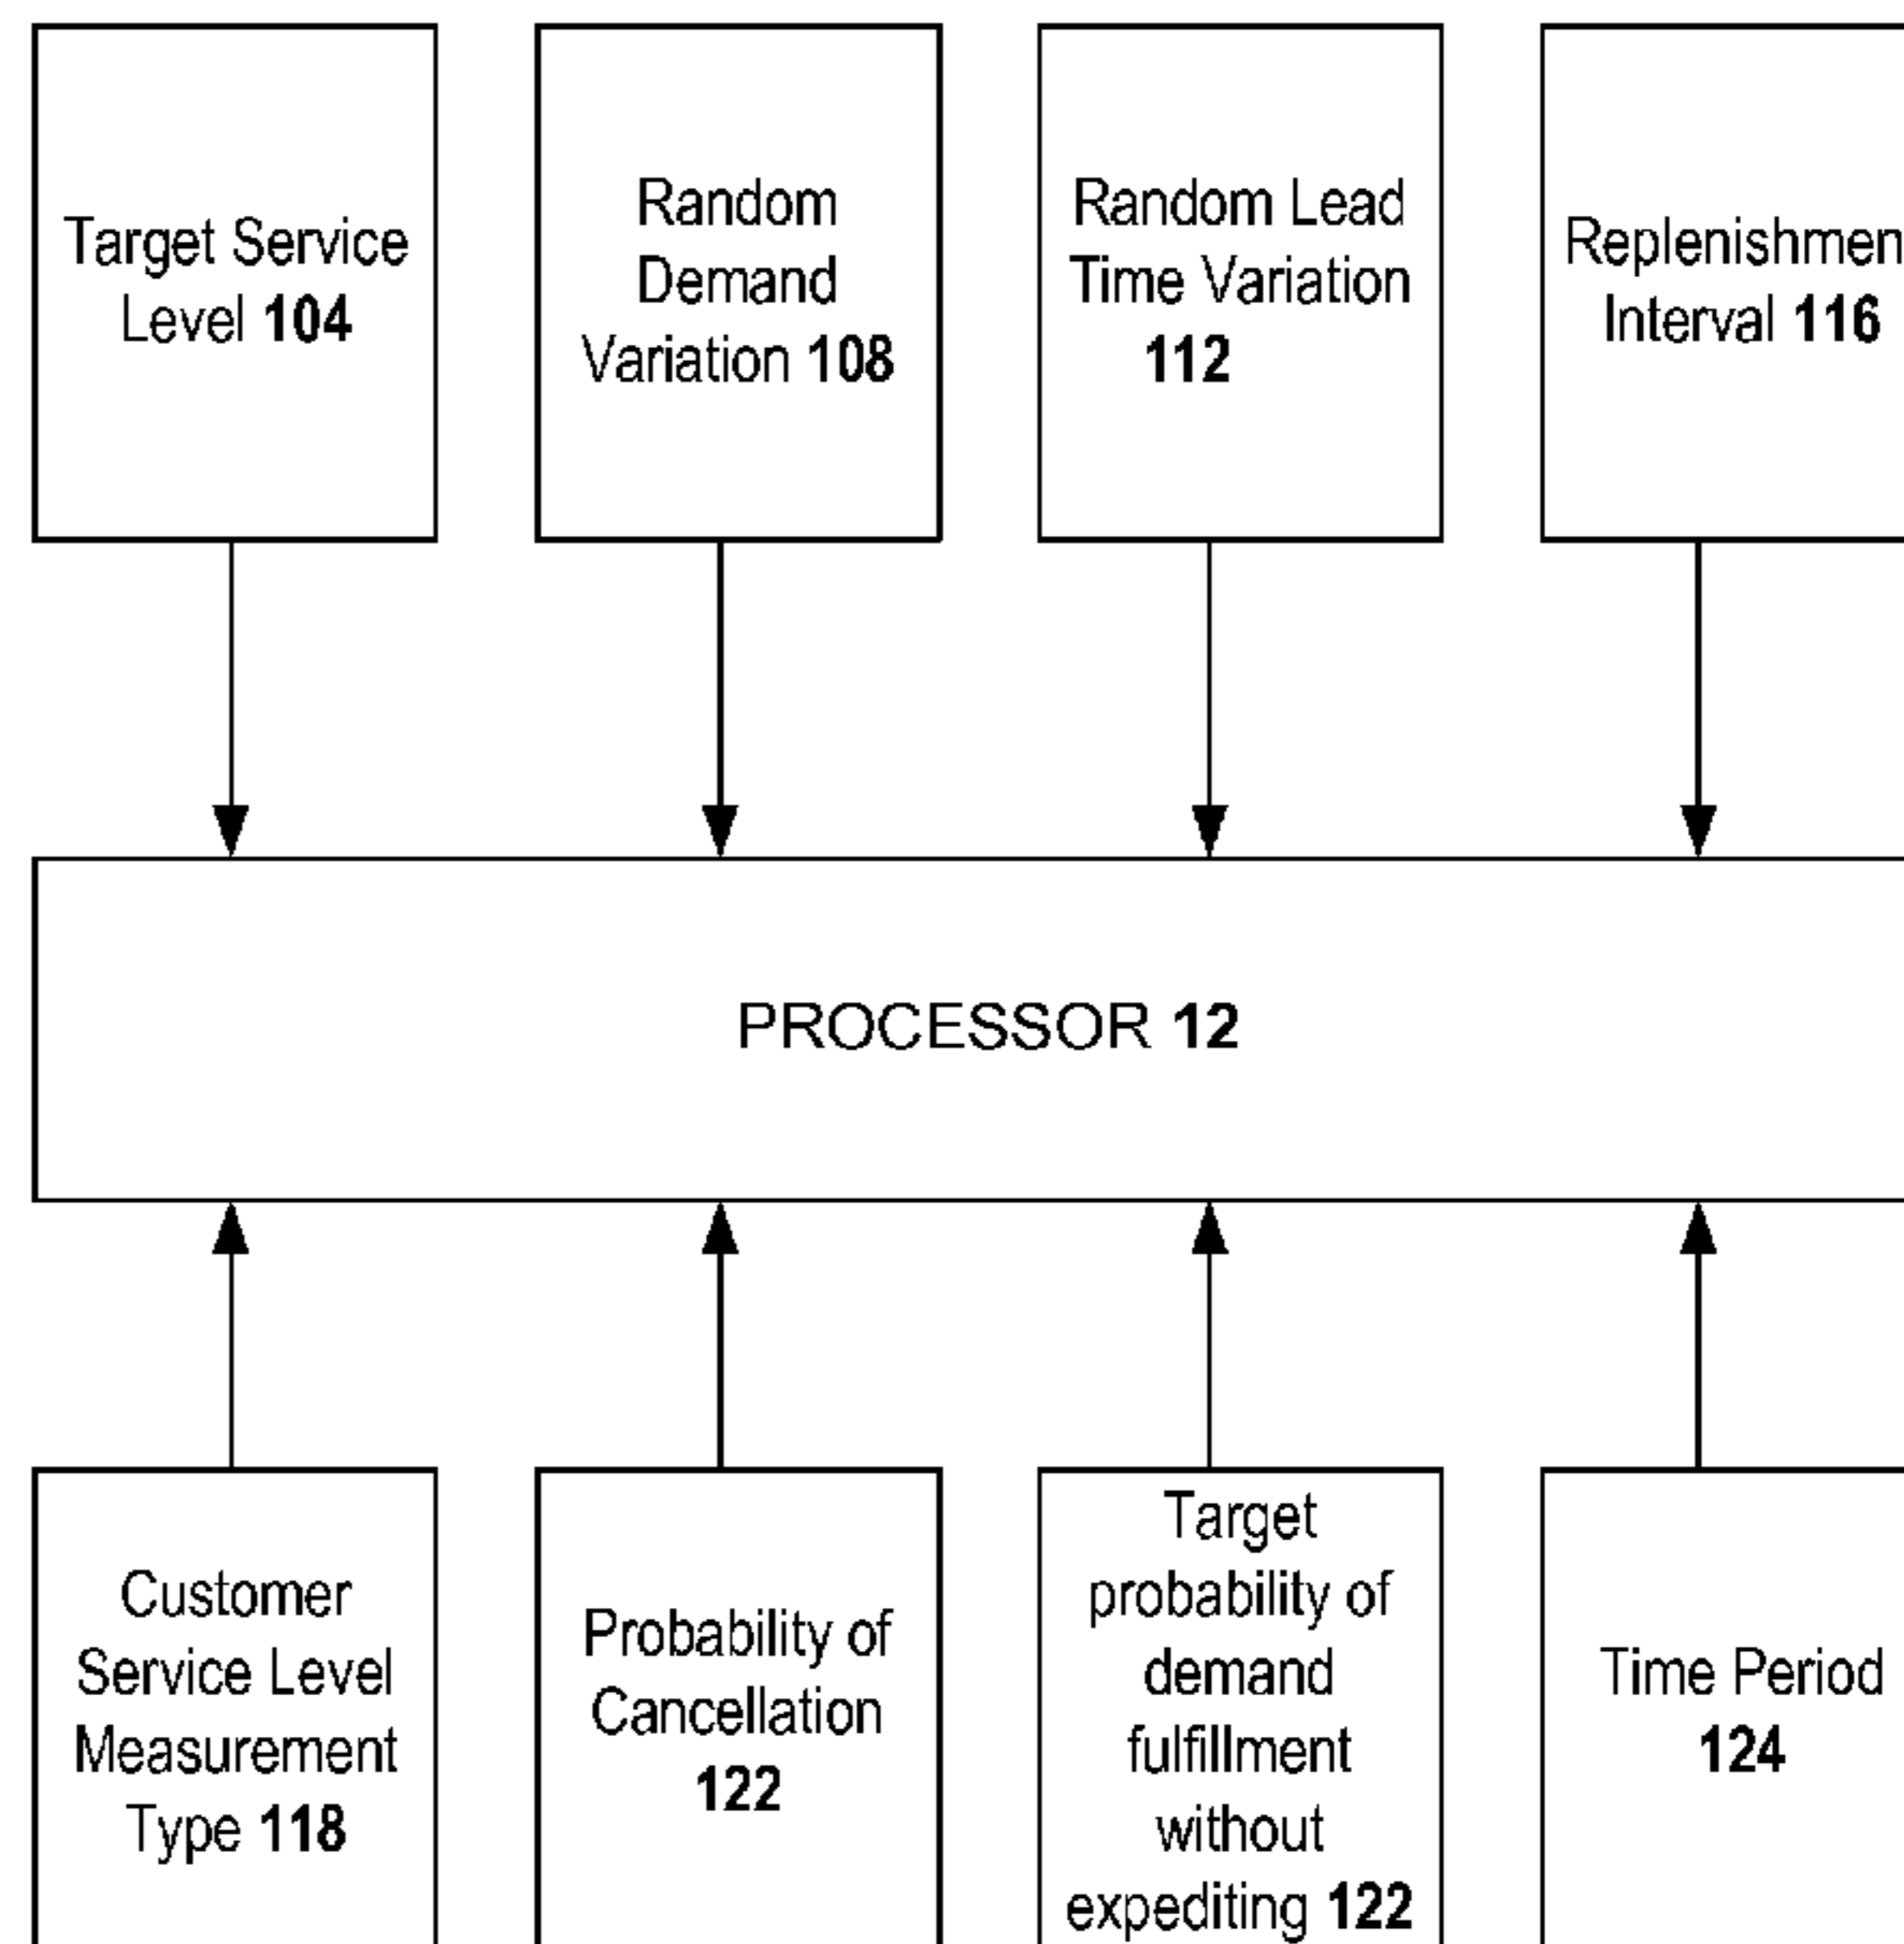 Target Service
Level 104
Random
Demand
Variation 108
Random Lead
Time Variation
112
Replenishmen
Interval 116
PROCESSOR 12
Customer
Service Level
Measurement
Type 118
Probability of
Cancellation
122
Target
probability of
demand
fulfillment
without
expediting 122
Time Period
124